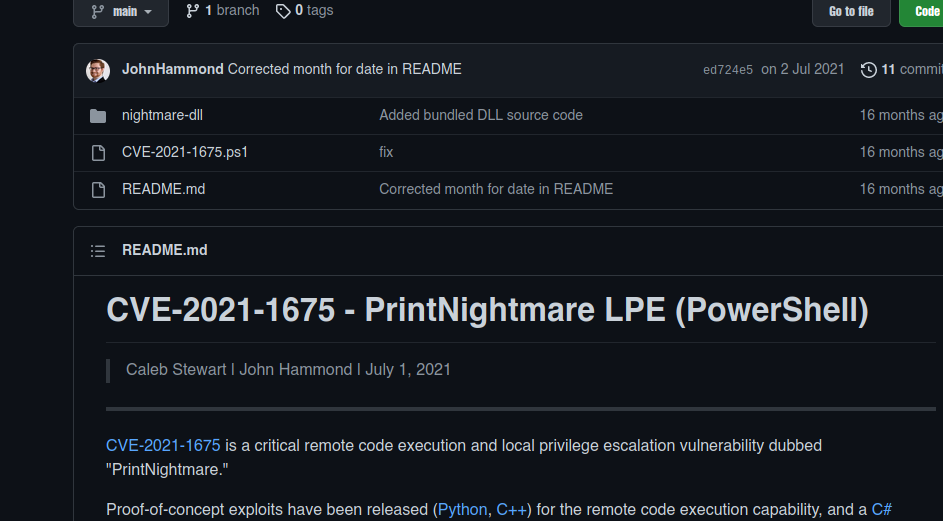 main 1 branch 0 tags Go to file Code
JohnHammond Corrected month for date in README ed724e5 on 2 Jul 2021 11 commit
nightmare-dll Added bundled DLL source code 16 months ag
CVE-2021-1675.ps1 fix 16 months ag
README.md Corrected month for date in README 16 months ag
README.md
CVE-2021-1675 - PrintNightmare LPE (PowerShell)
Caleb Stewart | John Hammond | July 1, 2021
CVE-2021-1675 is a critical remote code execution and local privilege escalation vulnerability dubbed
"PrintNightmare."
Proof-of-concept exploits have been released (Python, C++) for the remote code execution capability, and a C#